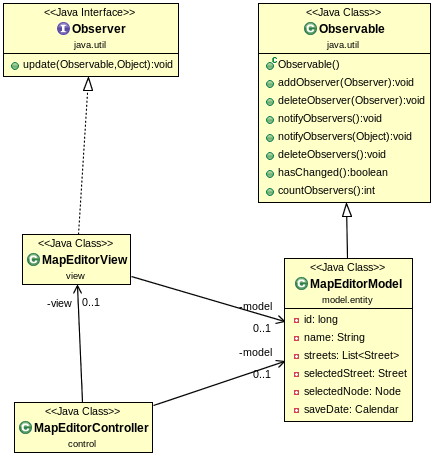 <<Java Interface>>
Observer
java.util
update(Observable,Object):void
<<Java Class>>
Observable
java.util
Observable()
addObserver(Observer):void
deleteObserver(Observer):void
notifyObservers():void
notifyObservers(Object):void
deleteObservers():void
hasChanged():boolean
countObservers():int
<<Java Class>>
MapEditorView
view
-view 0..1
-model
0..1
-model
0..1
<<Java Class>>
MapEditorModel
model.entity
id: long
name: String
streets: List<Street>
selectedStreet: Street
selectedNode: Node
saveDate: Calendar
<<Java Class>>
MapEditorController
control